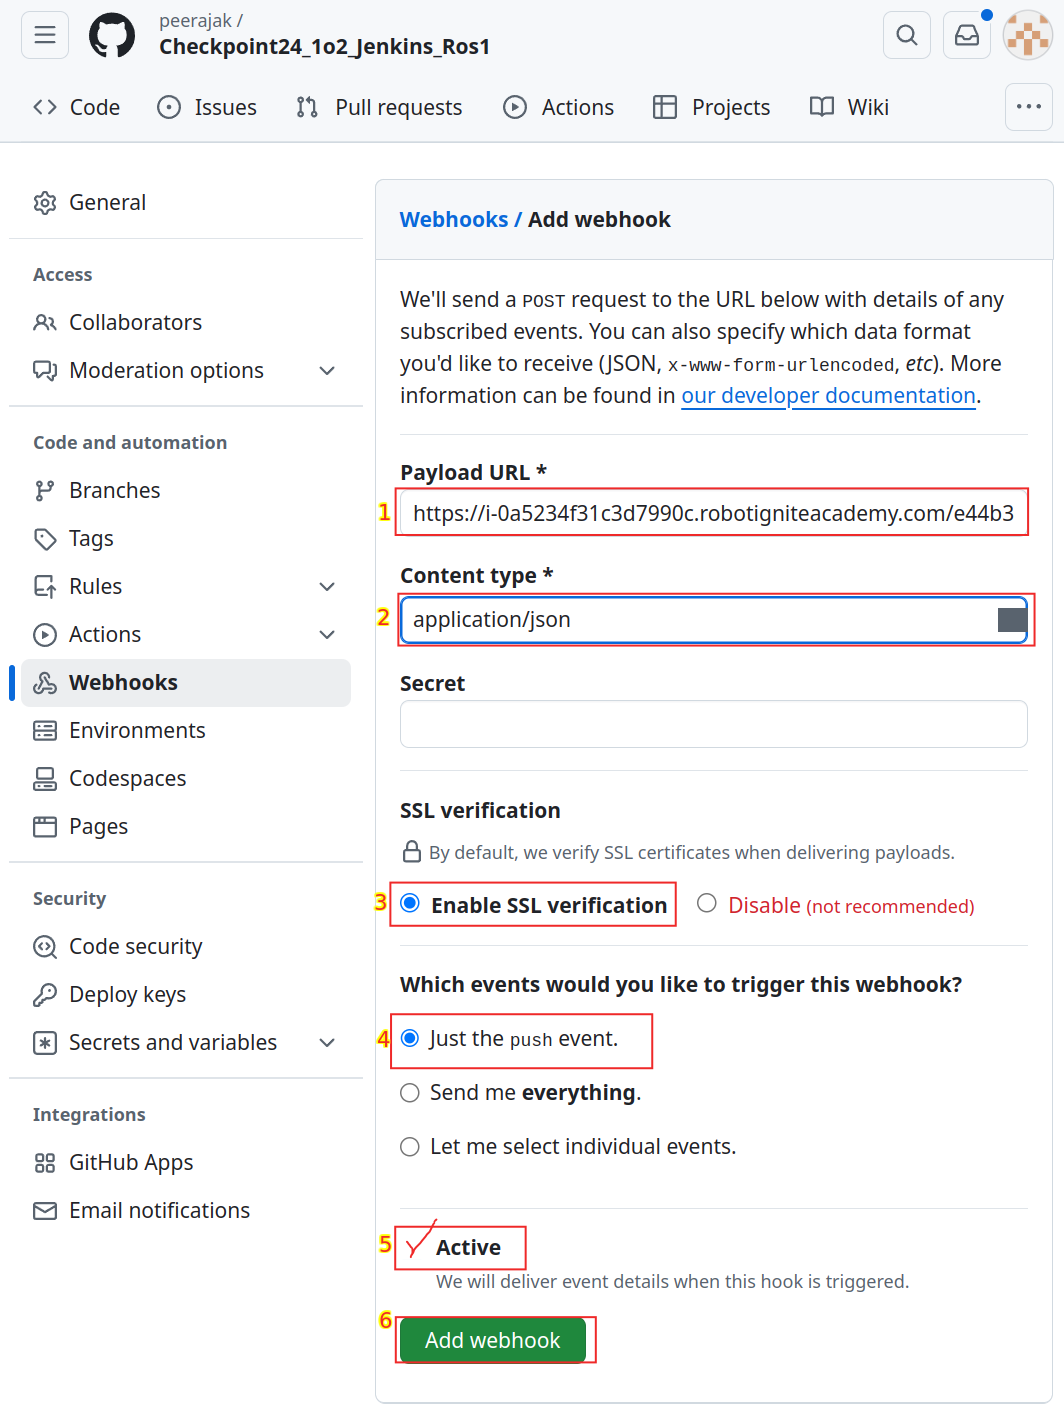 peerajak /
Checkpoint24_1o2_Jenkins_Ros1
Code Issues Pull requests Actions Projects Wiki
General
Access
Collaborators
Moderation options
Code and automation
Branches
Tags
Rules
Actions
Webhooks
Environments
Codespaces
Pages
Security
Code security
Deploy keys
Secrets and variables
Integrations
GitHub Apps
Email notifications
Webhooks / Add webhook
We'll send a POST request to the URL below with details of any
subscribed events. You can also specify which data format
you'd like to receive (JSON, x-www-form-urlencoded, etc). More
information can be found in our developer documentation.
Payload URL *
1 https://i-0a5234f31c3d7990c.robotigniteacademy.com/e44b3
Content type *
2 application/json
Secret
SSL verification
By default, we verify SSL certificates when delivering payloads.
3 Enable SSL verification Disable (not recommended)
Which events would you like to trigger this webhook?
4 Just the push event.
Send me everything.
Let me select individual events.
5 Active
We will deliver event details when this hook is triggered.
6 Add webhook